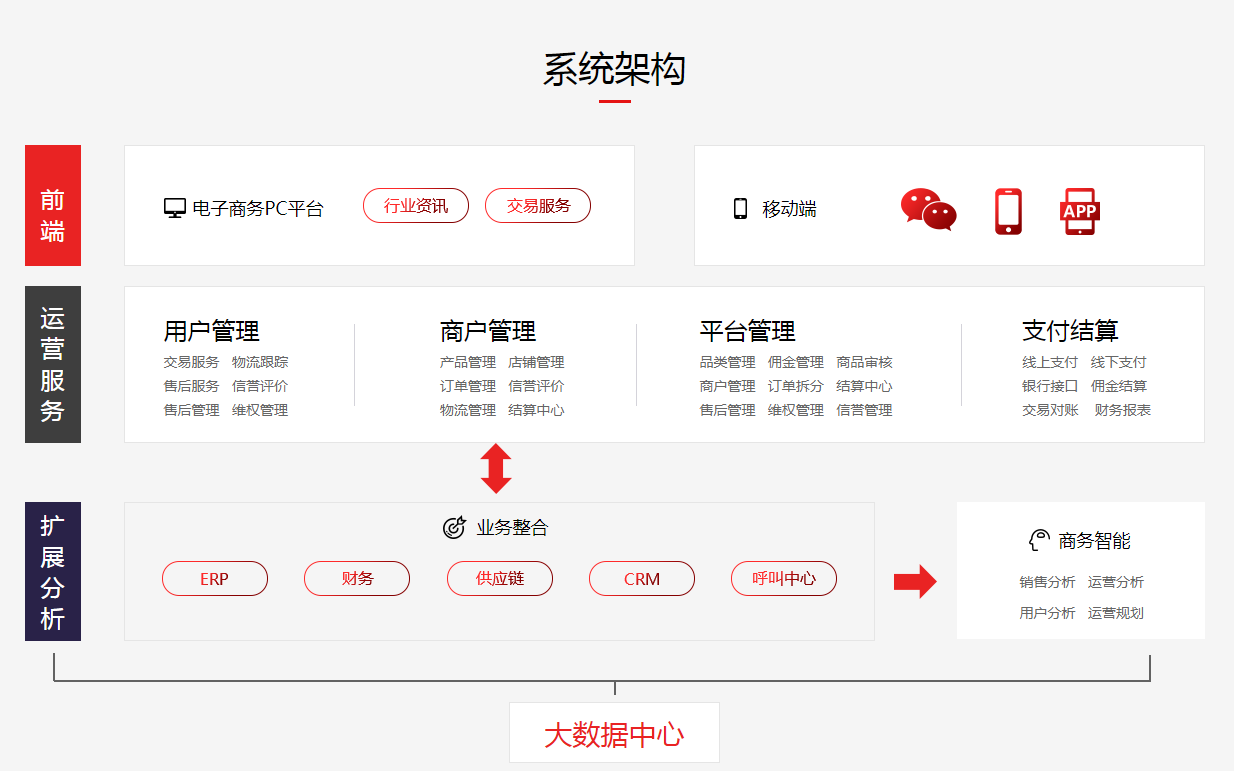 系统架构
前端
电子商务PC平台 行业资讯 交易服务
移动端 APP
运营服务
用户管理
交易服务 物流跟踪
售后服务 信誉评价
售后管理 维权管理
商户管理
产品管理 店铺管理
订单管理 信誉评价
物流管理 结算中心
平台管理
品类管理 佣金管理 商品审核
商户管理 订单拆分 结算中心
售后管理 维权管理 信誉管理
支付结算
线上支付 线下支付
银行接口 佣金结算
交易对账 财务报表
扩展分析
业务整合
ERP 财务 供应链 CRM 呼叫中心
商务智能
销售分析 运营分析
用户分析 运营规划
大数据中心